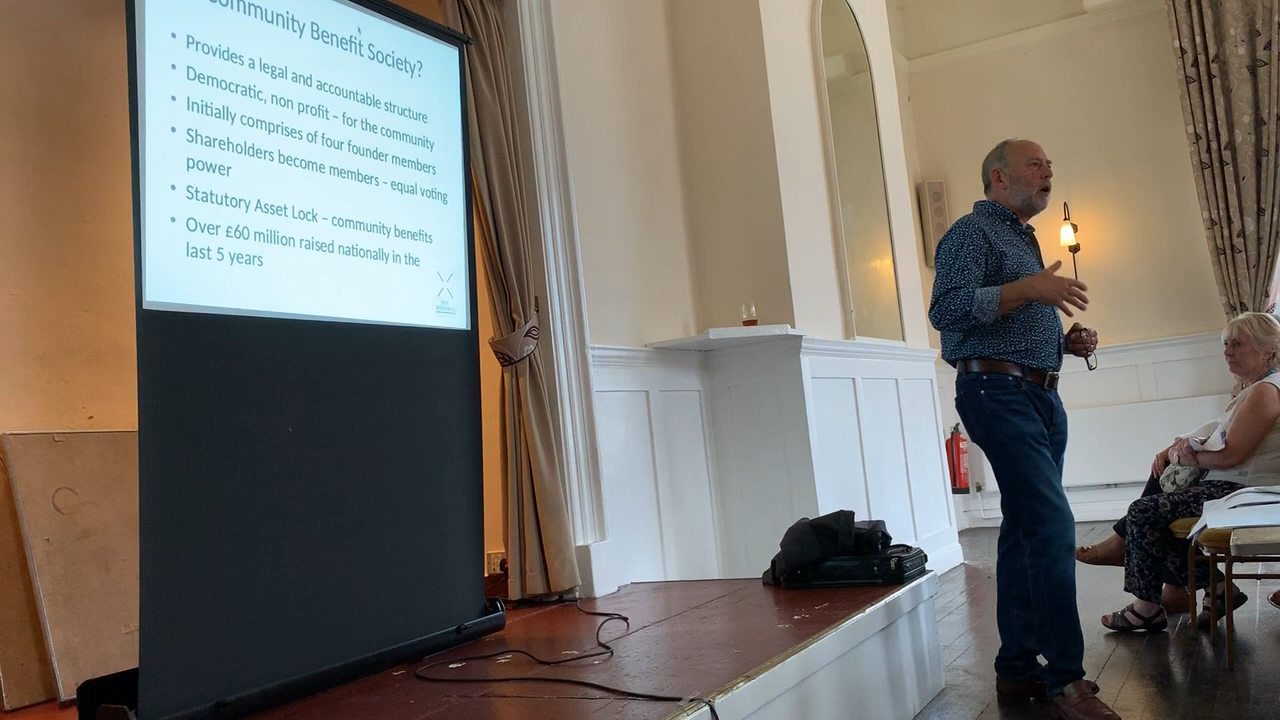 Community Benefit Society?
• Provides a legal and accountable structure
• Democratic, non profit – for the community
• Initially comprises of four founder members
• Shareholders become members – equal voting
power
• Statutory Asset Lock – community benefits
• Over £60 million raised nationally in the
last 5 years